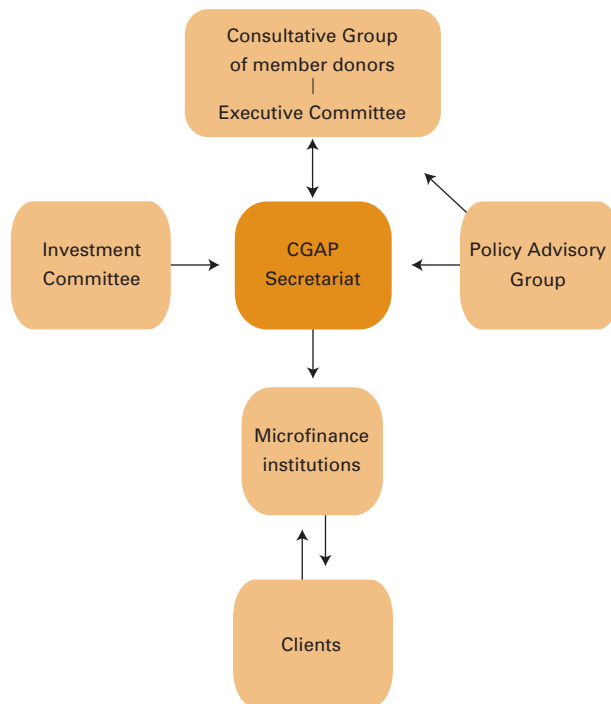 Consultative Group
of member donors
|
Executive Committee
Investment
Committee
CGAP
Secretariat
Policy Advisory
Group
Microfinance
institutions
Clients